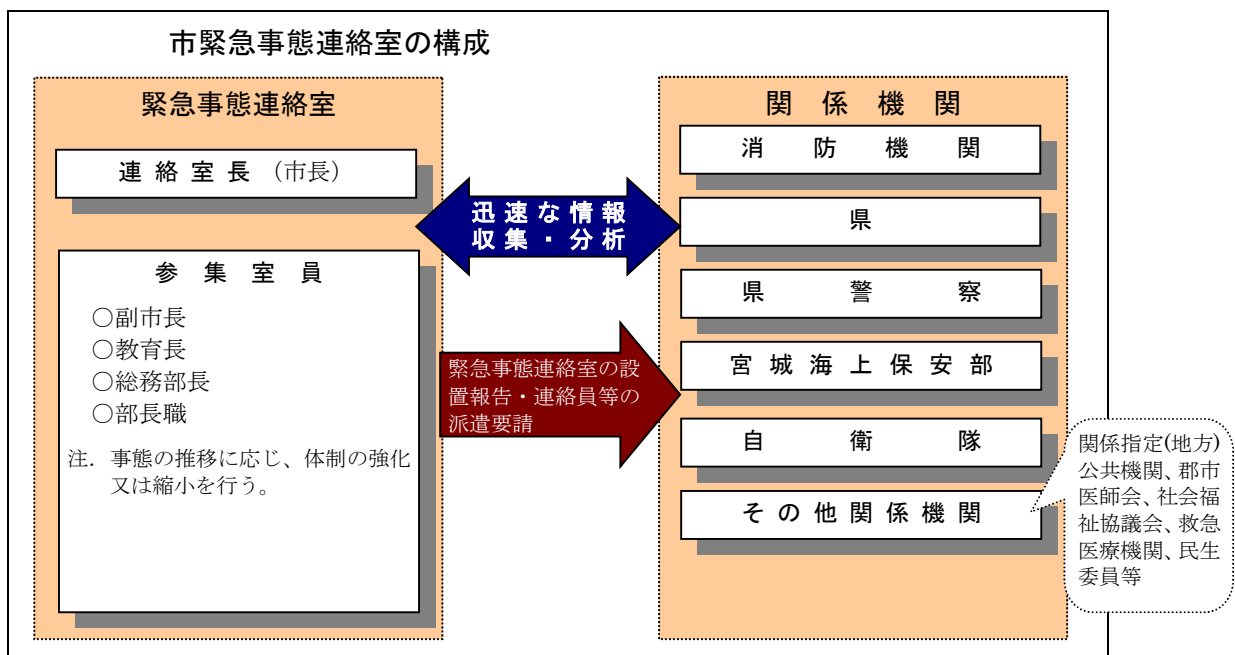 市緊急事態連絡室の構成
緊急事態連絡室
連絡室長（市長）
参集室員
○副市長
○教育長
○総務部長
○部長職
注．事態の推移に応じ、体制の強化
又は縮小を行う。
迅速な情報
収集・分析
緊急事態連絡室の設
置報告・連絡員等の
派遣要請
関係機関
消防機関
県
県警察
宮城海上保安部
自衛隊
その他関係機関
関係指定(地方)
公共機関、郡市
医師会、社会福
祉協議会、救急
医療機関、民生
委員等